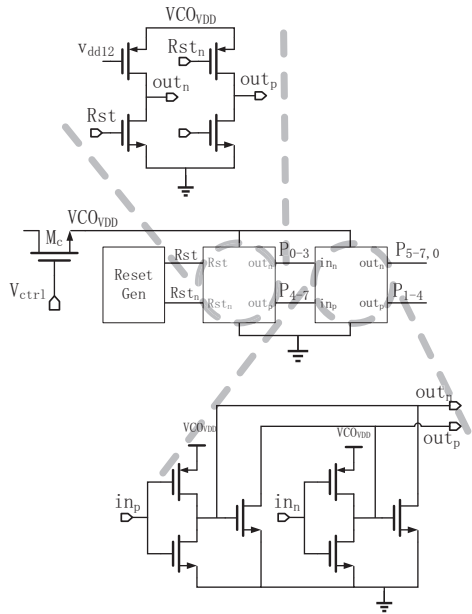 VCO_VDD
V_dd12
Rst_n
out_n
out_p
Rst
VCO_VDD
M_c
V_ctrl
Reset
Gen
Rst
Rst_n
Rst
out_n
Rst_n
out_p
P_0-3
P_4-7
in_n
out_n
in_p
out_p
P_5-7,0
P_1-4
out_n
out_p
VCO_VDD
VCO_VDD
in_p
in_n